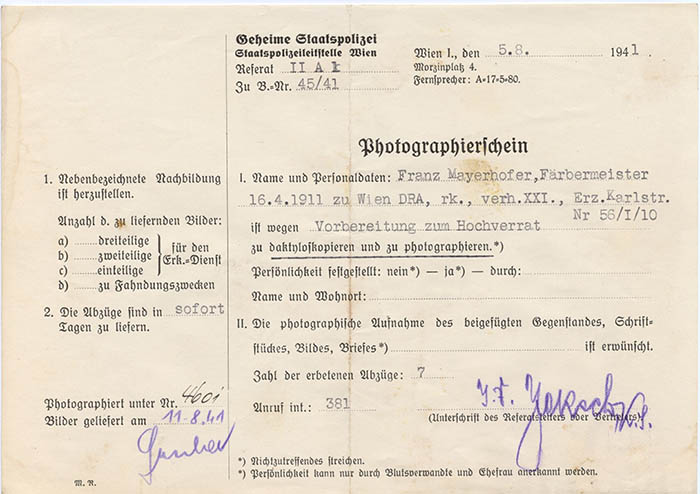 Geheime Staatspolizei
Staatspolizeileitstelle Wien
Referat II A 1
Zu B.=Nr. 45/41
Wien I., den 5.8. 1941.
Morzinplatz 4.
Fernsprecher: A=17=5=80.
Photographierschein
1. Nebenbezeichnete Nachbildung
ist herzustellen.
Anzahl d. zu liefernden Bilder:
a) ........dreiteilige
b) ........zweiteilige
c) ........einteilige
für den
Erk.=Dienst
d) ........zu Fahndungszwecken
2. Die Abzüge sind in sofort
Tagen zu liefern.
Photographiert unter Nr. 4601
Bilder geliefert am 11-8.41
M. R.
I. Name und Personaldaten: Franz Mayerhofer,Färbermeister
16.4.1911 zu Wien DRA, rk., verh.XXI., Erz.Karlstr.
Nr 56/I/10
ist wegen Vorbereitung zum Hochverrat
zu daktyloskopieren und zu photographieren.*)
Persönlichkeit festgestellt: nein*) — ja*) — durch:
Name und Wohnort:
II. Die photographische Aufnahme des beigefügten Gegenstandes, Schrift=
stückes, Bildes, Briefes*) ist erwünscht.
Zahl der erbetenen Abzüge: 7
Anruf int.: 381
(Unterschrift des Referatsleiters oder Vertreters).
*) Nichtzutreffendes streichen.
*) Persönlichkeit kann nur durch Blutsverwandte und Ehefrau anerkannt werden.